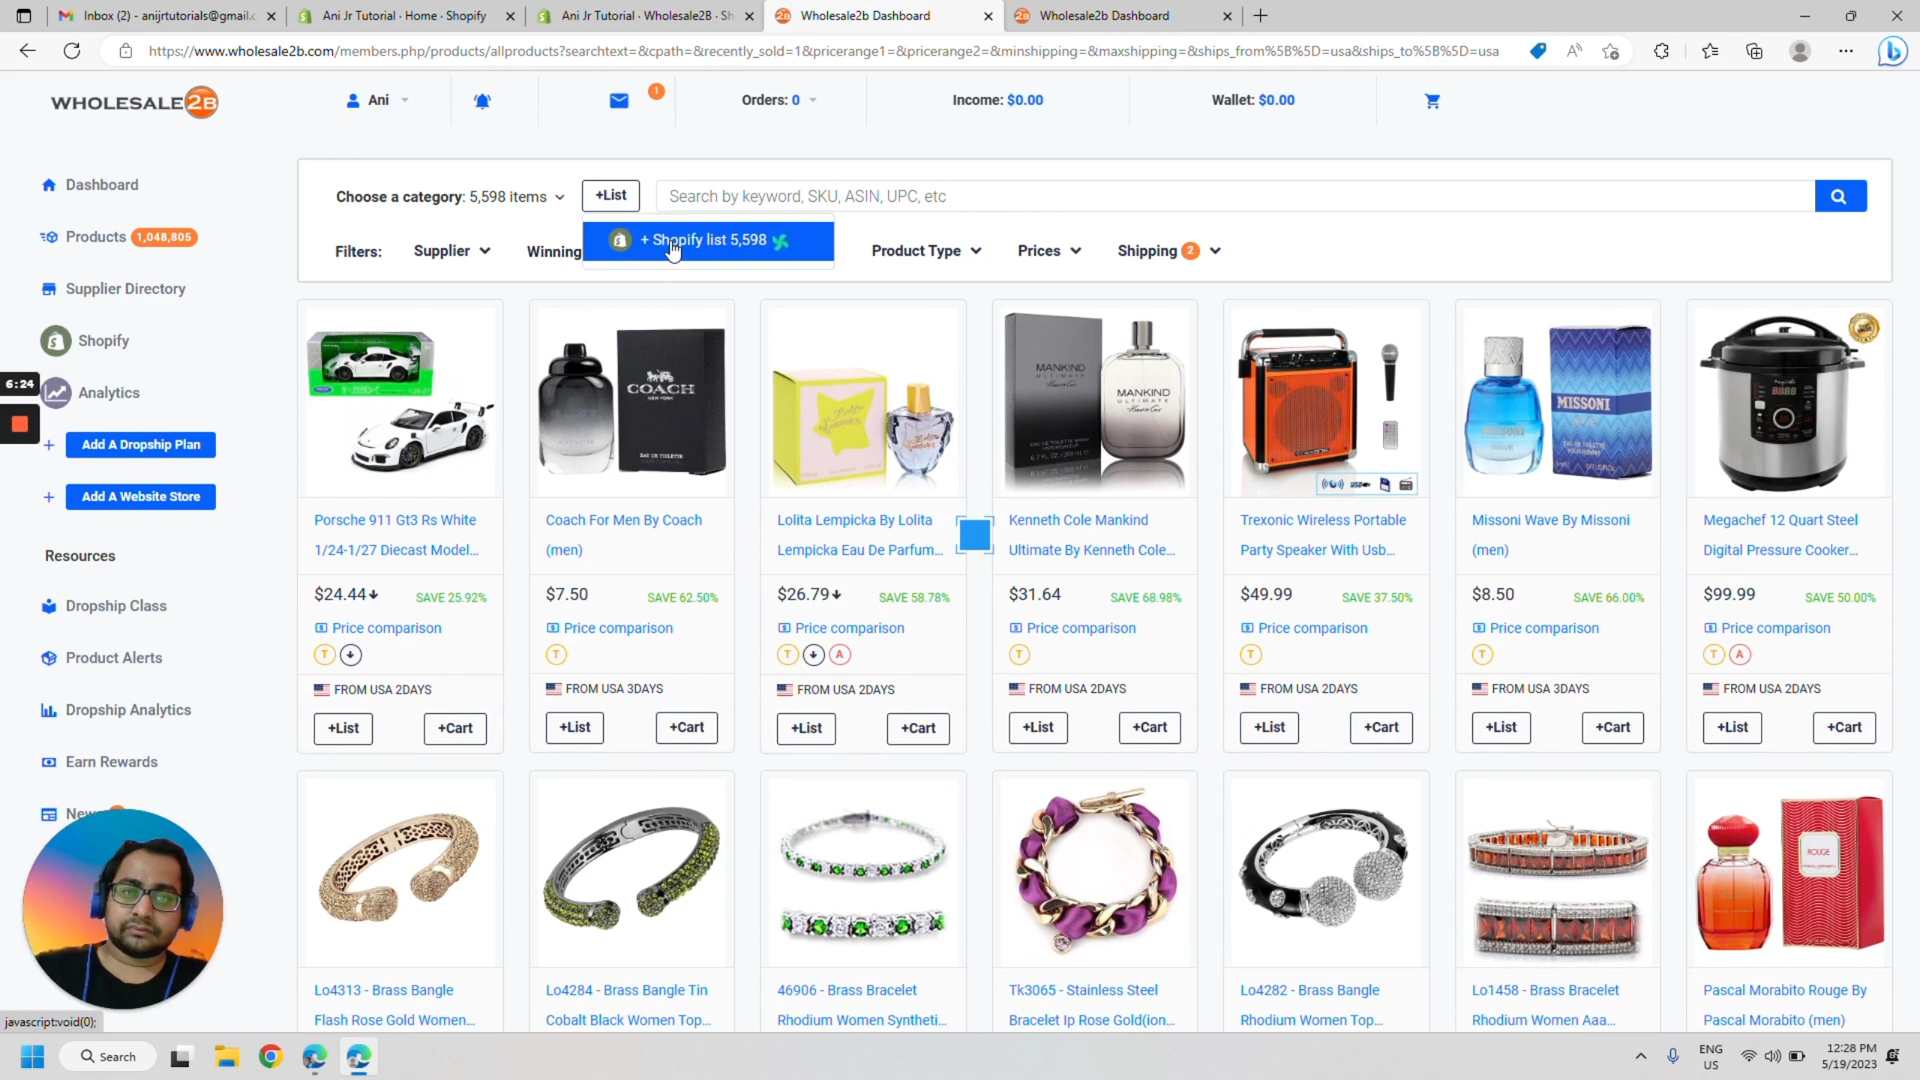 Inbox (2) - anijrtutorials@gmail.c
Ani Jr Tutorial · Home · Shopify
Ani Jr Tutorial · Wholesale2B · Sh
Wholesale2b Dashboard
Wholesale2b Dashboard
https://www.wholesale2b.com/members.php/products/allproducts?searchtext=&cpath=&recently_sold=1&pricerange1=&pricerange2=&minshipping=&maxshipping=&ships_from%5B%5D=usa&ships_to%5B%5D=usa
WHOLESALE2B
Ani
1
Orders: 0
Income: $0.00
Wallet: $0.00
Dashboard
Products 1,048,805
Supplier Directory
Shopify
6:24
Analytics
Add A Dropship Plan
Add A Website Store
Resources
Dropship Class
Product Alerts
Dropship Analytics
Earn Rewards
New
Choose a category: 5,598 items
+List
Search by keyword, SKU, ASIN, UPC, etc
+ Shopify list 5,598
Filters:
Supplier
Winning
Product Type
Prices
Shipping 2
COACH
NEW YORK
MANKIND
ULTIMATE
MANKIND
ULTIMATE
MISSONI
ROUGE
Porsche 911 Gt3 Rs White
1/24-1/27 Diecast Model...
$24.44 SAVE 25.92%
Price comparison
T
FROM USA 2DAYS
+List +Cart
Coach For Men By Coach
(men)
$7.50 SAVE 62.50%
Price comparison
T
FROM USA 3DAYS
+List +Cart
Lolita Lempicka By Lolita
Lempicka Eau De Parfum...
$26.79 SAVE 58.78%
Price comparison
T A
FROM USA 2DAYS
+List +Cart
Kenneth Cole Mankind
Ultimate By Kenneth Cole...
$31.64 SAVE 68.98%
Price comparison
T
FROM USA 2DAYS
+List +Cart
Trexonic Wireless Portable
Party Speaker With Usb...
$49.99 SAVE 37.50%
Price comparison
T
FROM USA 2DAYS
+List +Cart
Missoni Wave By Missoni
(men)
$8.50 SAVE 66.00%
Price comparison
T
FROM USA 3DAYS
+List +Cart
Megachef 12 Quart Steel
Digital Pressure Cooker...
$99.99 SAVE 50.00%
Price comparison
T A
FROM USA 2DAYS
+List +Cart
Lo4313 - Brass Bangle
Flash Rose Gold Women...
Lo4284 - Brass Bangle Tin
Cobalt Black Women Top...
46906 - Brass Bracelet
Rhodium Women Syntheti...
Tk3065 - Stainless Steel
Bracelet Ip Rose Gold(ion...
Lo4282 - Brass Bangle
Rhodium Women Top...
Lo1458 - Brass Bracelet
Rhodium Women Aaa...
Pascal Morabito Rouge By
Pascal Morabito (men)
javascript:void(0);
Search
ENG
US
12:28 PM
5/19/2023